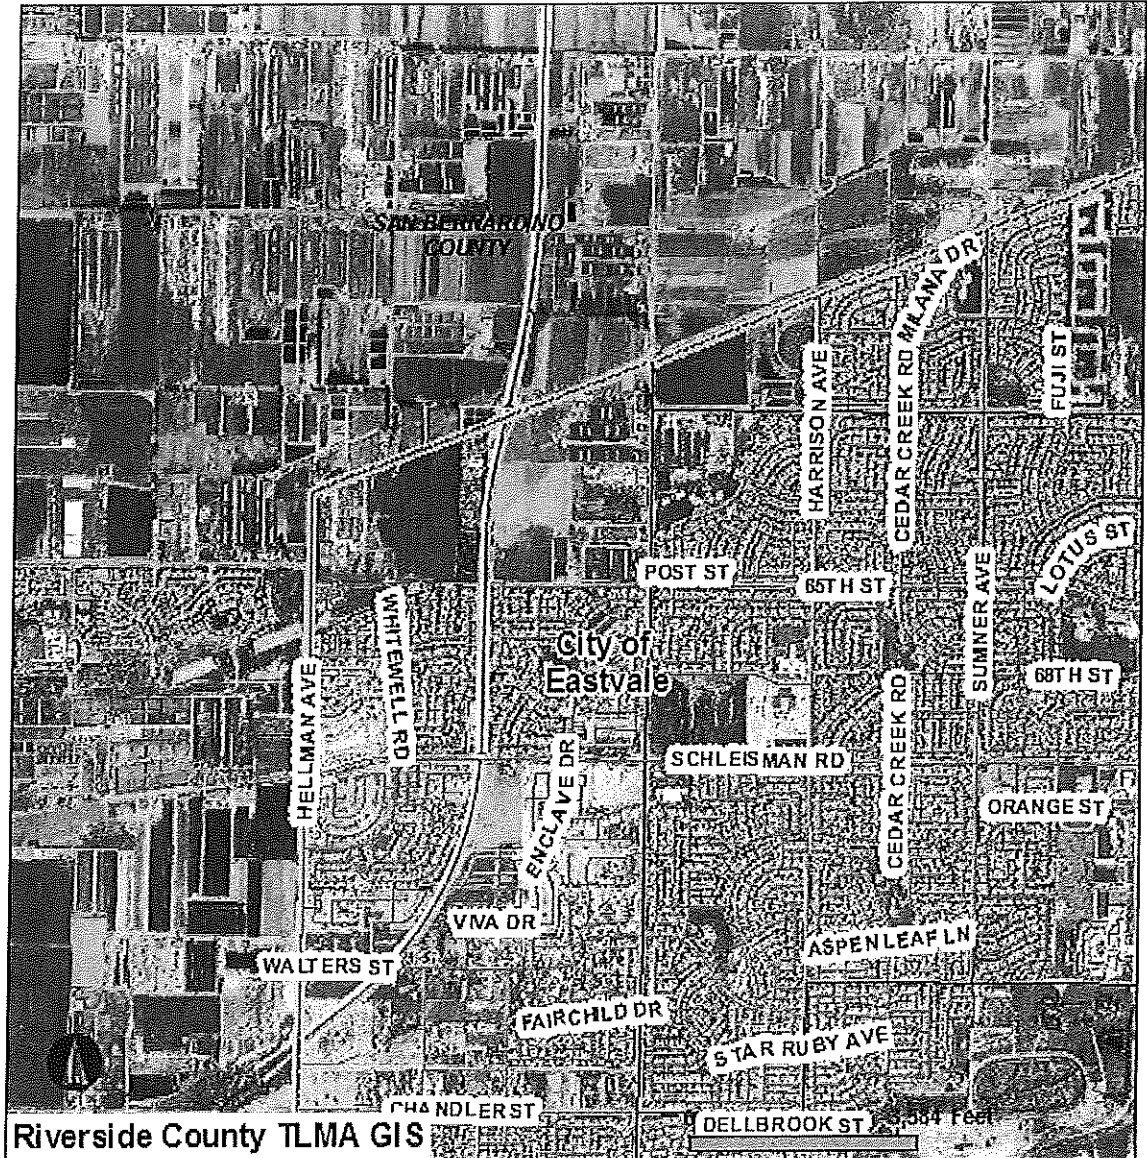 SAN BERNARDINO
COUNTY
MILANA DR
CEDAR CREEK RD
HARRISON AVE
FUJI ST
LOTUS ST
POST ST
65TH ST
SUMNER AVE
WHITEWELL RD
HELLMAN AVE
City of
Eastvale
68TH ST
CEDAR CREEK RD
SCHLEISMAN RD
ENCLAVE DR
ORANGE ST
VIVA DR
ASPEN LEAF LN
WALTERS ST
FAIRCHILD DR
STAR RUBY AVE
CHANDLER ST
DELLBROOK ST
584 Feet
Riverside County TLMA GIS